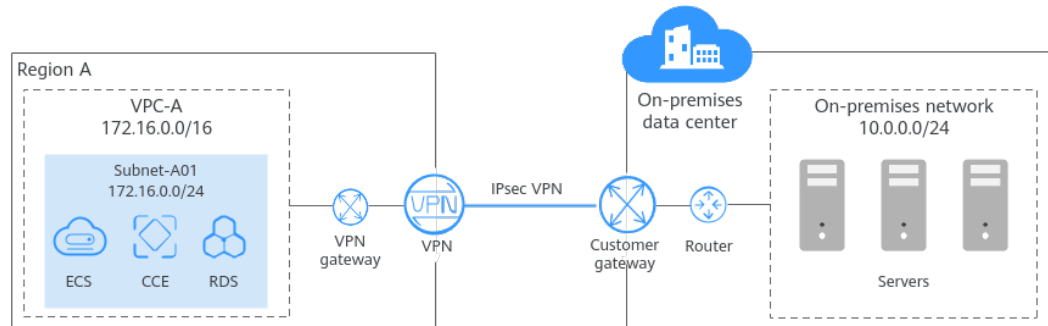 Region A
VPC-A
172.16.0.0/16
Subnet-A01
172.16.0.0/24
ECS
CCE
RDS
VPN
gateway
VPN
VPN
IPsec VPN
On-premises
data center
Customer
gateway
Router
On-premises network
10.0.0.0/24
Servers